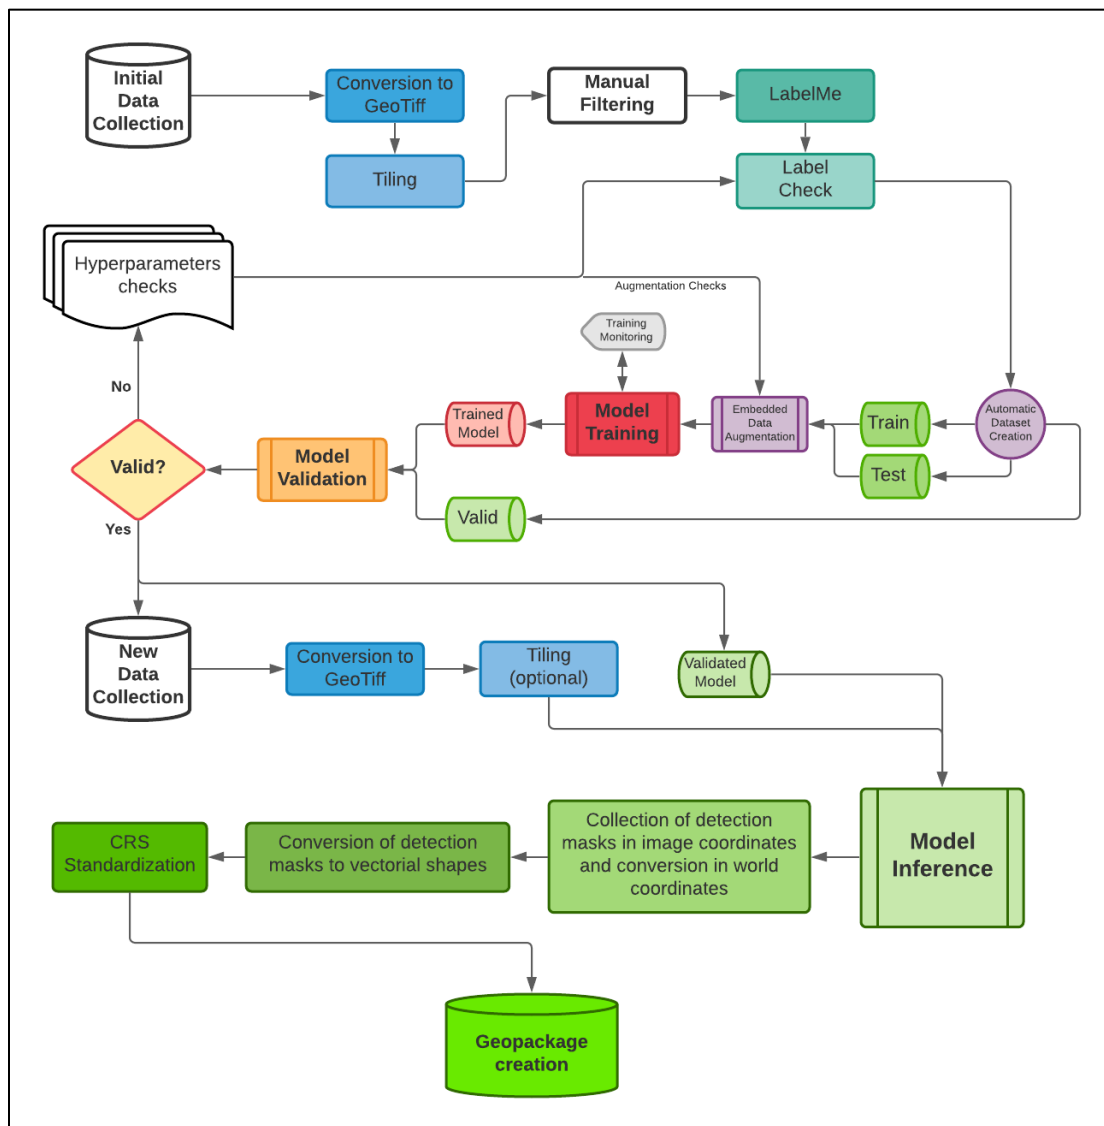 Initial
Data
Collection
Conversion to
GeoTiff
Tiling
Manual
Filtering
LabelMe
Label
Check
Hyperparameters
checks
Augmentation Checks
Training
Monitoring
No
Trained
Model
Model
Training
Embedded
Data
Augmentation
Train
Automatic
Dataset
Creation
Valid?
Model
Validation
Test
Valid
Yes
New
Data
Collection
Conversion to
GeoTiff
Tiling
(optional)
Validated
Model
Model
Inference
Collection of detection
masks in image coordinates
and conversion in world
coordinates
Conversion of detection
masks to vectorial shapes
CRS
Standardization
Geopackage
creation